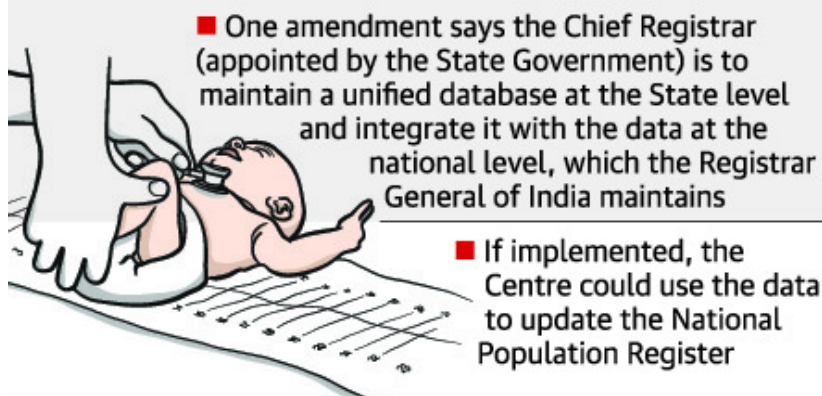 One amendment says the Chief Registrar
(appointed by the State Government) is to
maintain a unified database at the State level
and integrate it with the data at the
national level, which the Registrar
General of India maintains
If implemented, the
Centre could use the data
to update the National
Population Register